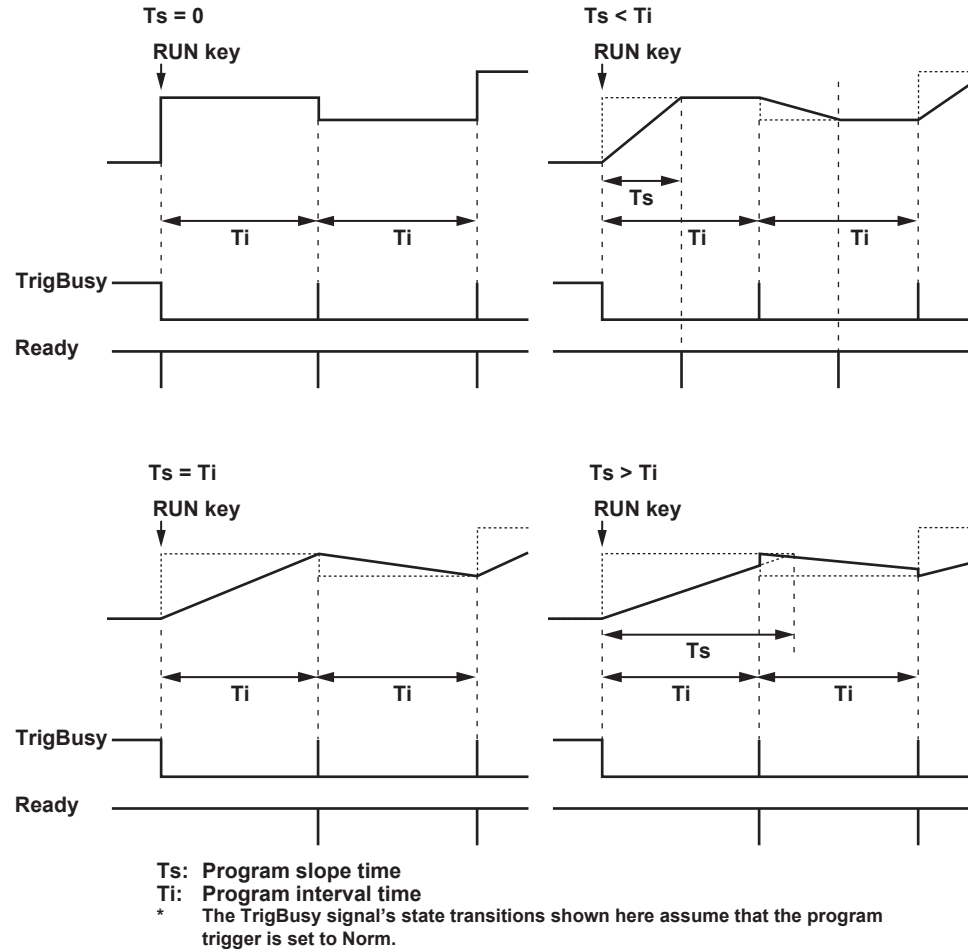 Ts = 0
RUN key
Ti
Ti
TrigBusy
Ready
Ts < Ti
RUN key
Ts
Ti
Ti
Ts = Ti
RUN key
Ti
Ti
TrigBusy
Ready
Ts > Ti
RUN key
Ts
Ti
Ti
Ts: Program slope time
Ti: Program interval time
* The TrigBusy signal's state transitions shown here assume that the program
trigger is set to Norm.